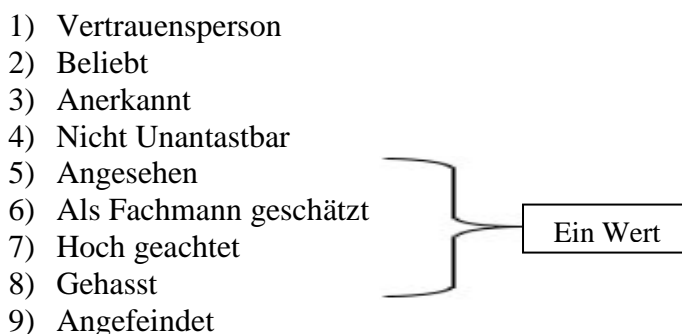 1) Vertrauensperson
2) Beliebt
3) Anerkannt
4) Nicht Unantastbar
5) Angesehen
6) Als Fachmann geschätzt
7) Hoch geachtet
8) Gehasst
9) Angefeindet
Ein Wert